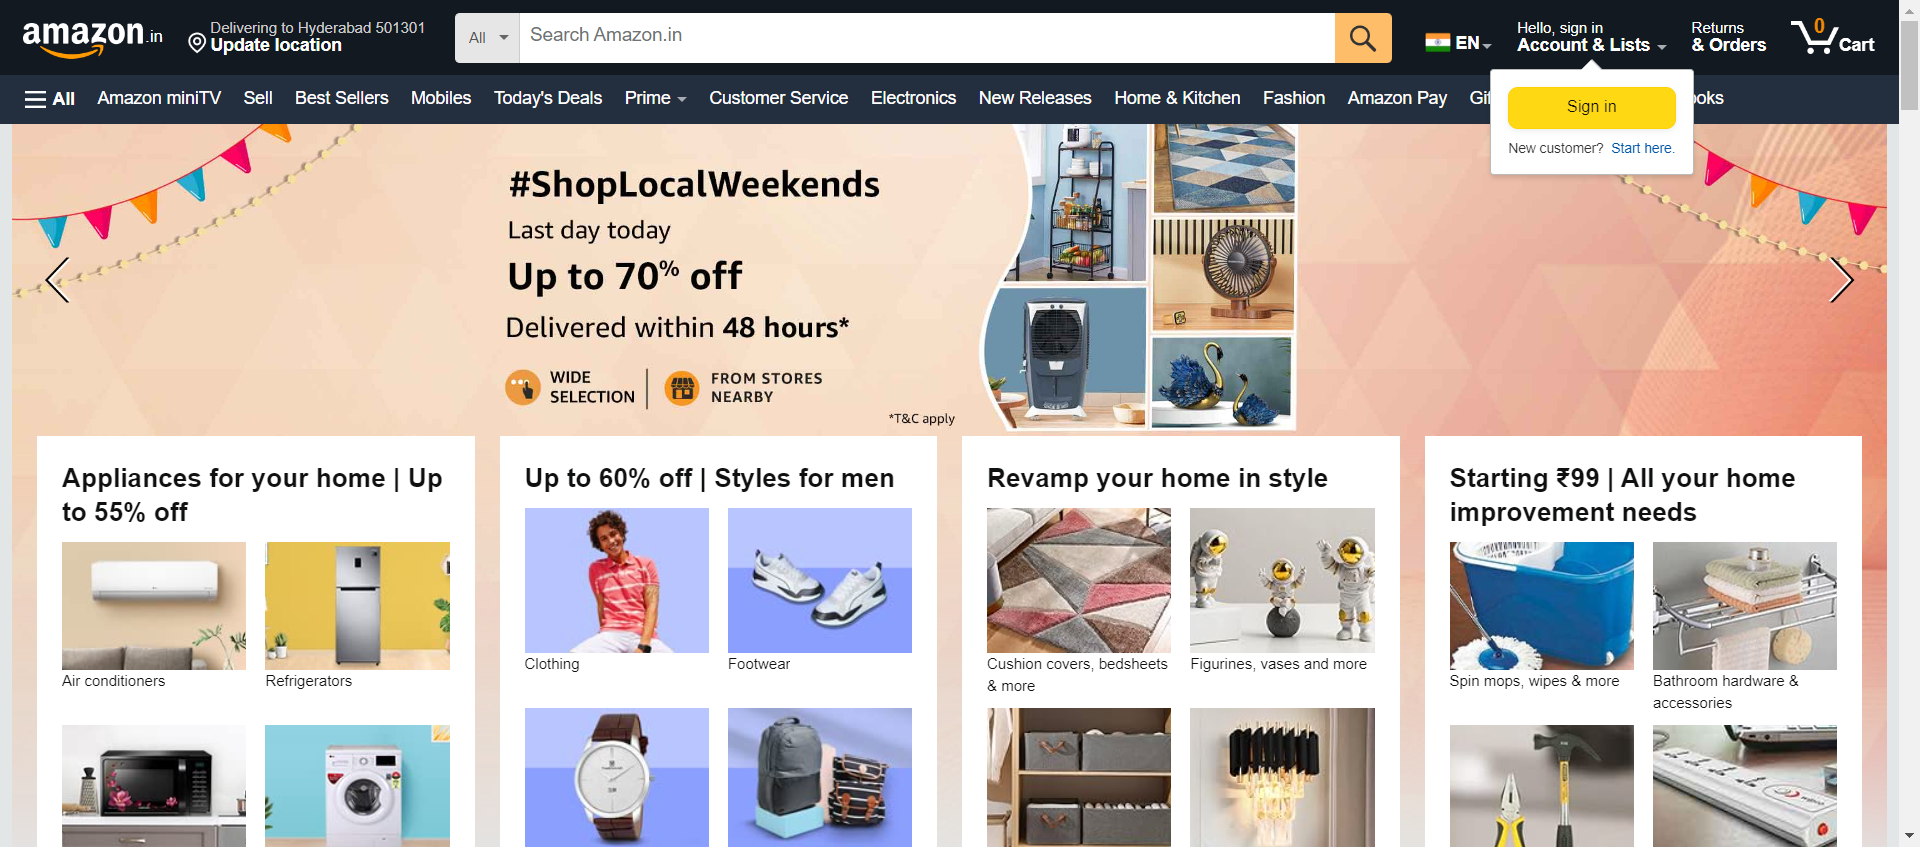 amazon.in
Delivering to Hyderabad 501301
Update location
All
Search Amazon.in
EN
Hello, sign in
Account & Lists
Returns
& Orders
0
Cart
All
Amazon miniTV
Sell
Best Sellers
Mobiles
Today's Deals
Prime
Customer Service
Electronics
New Releases
Home & Kitchen
Fashion
Amazon Pay
Sign in
New customer? Start here.
#ShopLocalWeekends
Last day today
Up to 70% off
Delivered within 48 hours*
WIDE
SELECTION
FROM STORES
NEARBY
*T&C apply
Appliances for your home | Up
to 55% off
Air conditioners
Refrigerators
Up to 60% off | Styles for men
Clothing
Footwear
Revamp your home in style
Cushion covers, bedsheets
& more
Figurines, vases and more
Starting ₹99 | All your home
improvement needs
Spin mops, wipes & more
Bathroom hardware &
accessories